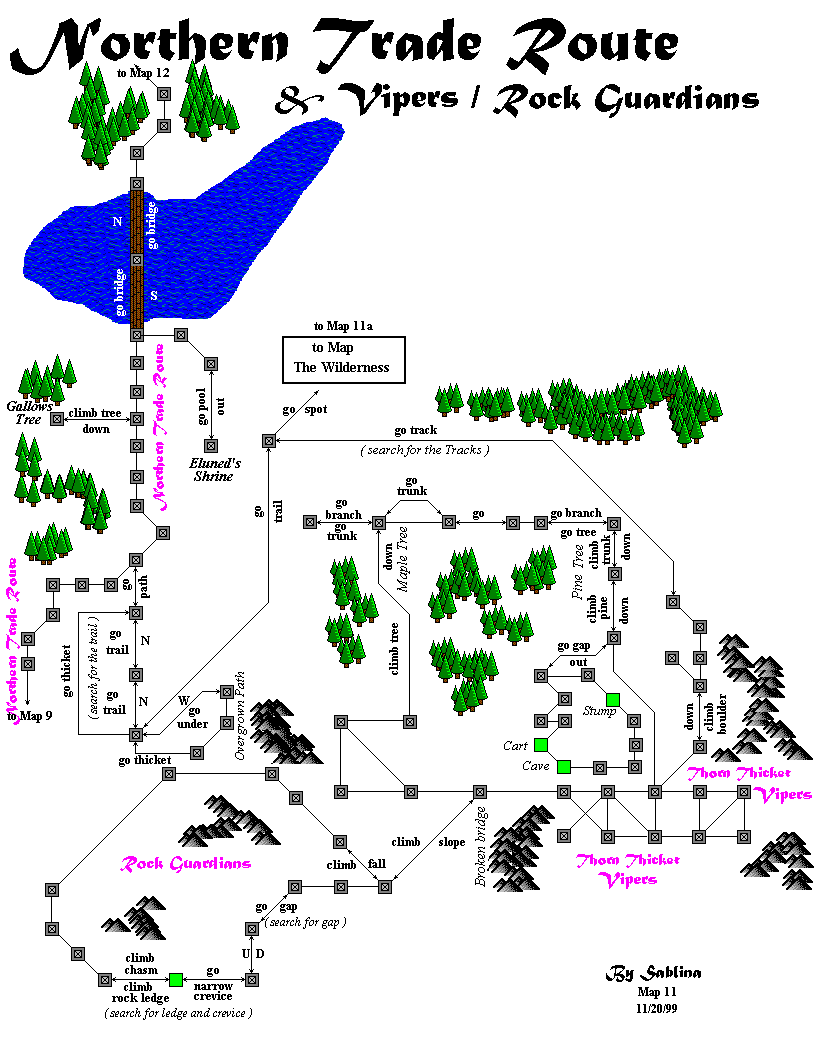 Northern Trade Route
& Vipers / Rock Guardians
to Map 12
N
go bridge
go bridge
S
to Map 11a
to Map
The Wilderness
Northern Trade Route
Gallows
Tree
climb tree
down
go pool
out
Eluned's
Shrine
go spot
go track
( search for the Tracks )
go
trail
go
branch
go
trunk
go
trunk
go
go branch
go tree
climb
trunk
down
Pine Tree
down
Maple Tree
climb
pine
down
climb tree
Northern Trade Route
to Map 9
go
path
go
trail
N
go
trail
N
go thicket
( search for the trail )
W
go
under
Overgrown Path
go thicket
go gap
out
Stump
Cart
Cave
down
climb
boulder
Thorn Thicket
Vipers
Thorn Thicket
Vipers
Broken bridge
climb slope
climb fall
Rock Guardians
go gap
( search for gap )
U D
climb
chasm
climb
rock ledge
go
narrow
crevice
( search for ledge and crevice )
By Sablina
Map 11
11/20/99